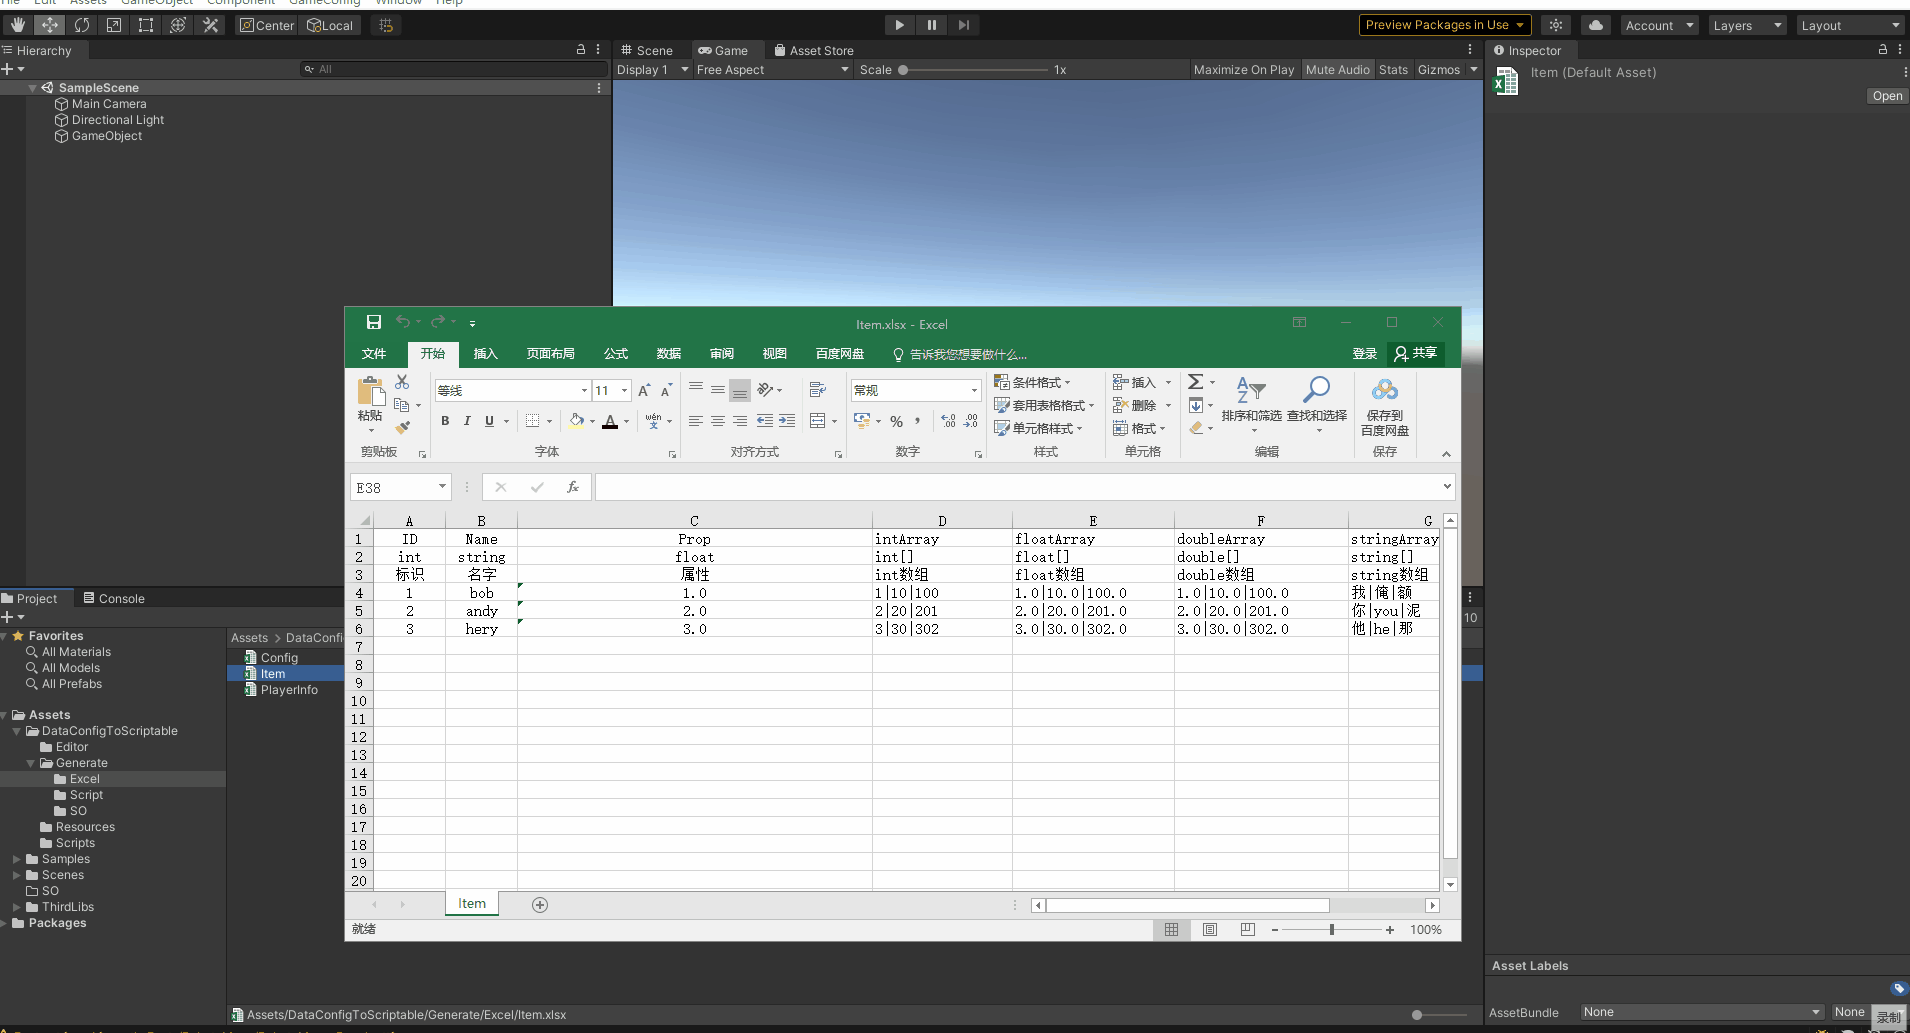 File Edit Assets GameObject Component GameConfig Window Help
Center Local Preview Packages in Use Account Layers Layout
Hierarchy
All
SampleScene
Main Camera
Directional Light
GameObject
Scene Game Asset Store
Display 1 Free Aspect Scale 1x Maximize On Play Mute Audio Stats Gizmos
Inspector
Item (Default Asset)
Open
Item.xlsx - Excel
文件 开始 插入 页面布局 公式 数据 审阅 视图 百度网盘 告诉我您想要做什么... 登录 共享
粘贴
剪贴板
等线 11
B I U wén 文
字体
对齐方式
常规
% , .00
数字
条件格式
套用表格格式
单元格样式
样式
插入
删除
格式
单元格
排序和筛选 查找和选择
编辑
保存到
百度网盘
保存
E38 fx
A B C D E F G
1 ID Name Prop intArray floatArray doubleArray stringArray
2 int string float int[] float[] double[] string[]
3 标识 名字 属性 int数组 float数组 double数组 string数组
4 1 bob 1.0 1|10|100 1.0|10.0|100.0 1.0|10.0|100.0 我|俺|额
5 2 andy 2.0 2|20|201 2.0|20.0|201.0 2.0|20.0|201.0 你|you|泥
6 3 hery 3.0 3|30|302 3.0|30.0|302.0 3.0|30.0|302.0 他|he|那
7
8
9
10
11
12
13
14
15
16
17
18
19
20
Item
就绪 100%
Project Console
10
Favorites
All Materials
All Models
All Prefabs
Assets
DataConfigToScriptable
Editor
Generate
Excel
Script
SO
Resources
Scripts
Samples
Scenes
SO
ThirdLibs
Packages
Assets > DataConfi
Config
Item
PlayerInfo
Assets/DataConfigToScriptable/Generate/Excel/Item.xlsx
Asset Labels
AssetBundle None None
录制